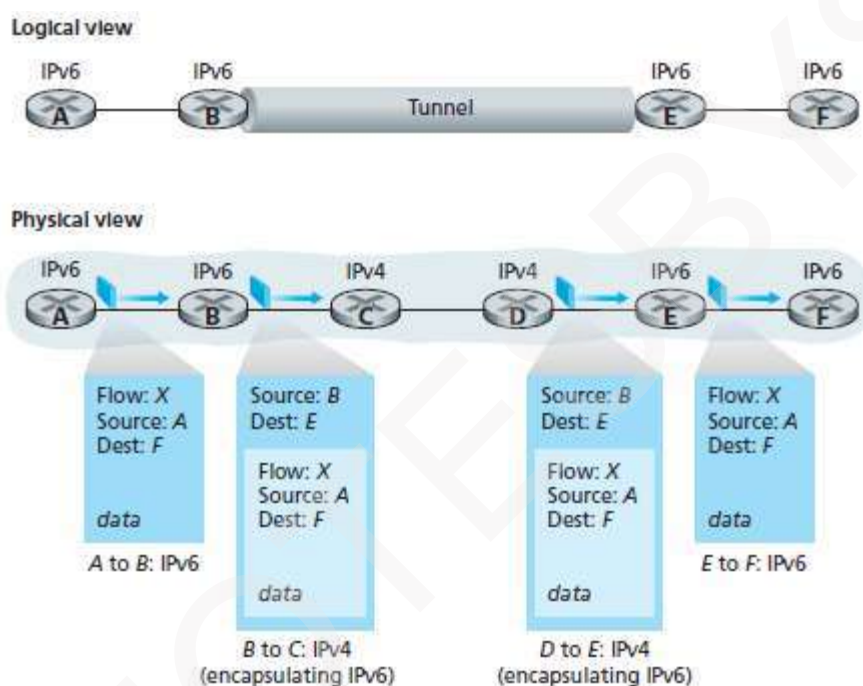 Logical view
IPv6 IPv6 IPv6 IPv6
A B Tunnel E F
Physical view
IPv6 IPv6 IPv4 IPv4 IPv6 IPv6
A B C D E F
Flow: X
Source: A
Dest: F
data
A to B: IPv6
Source: B
Dest: E
Flow: X
Source: A
Dest: F
data
B to C: IPv4
(encapsulating IPv6)
Source: B
Dest: E
Flow: X
Source: A
Dest: F
data
D to E: IPv4
(encapsulating IPv6)
Flow: X
Source: A
Dest: F
data
E to F: IPv6